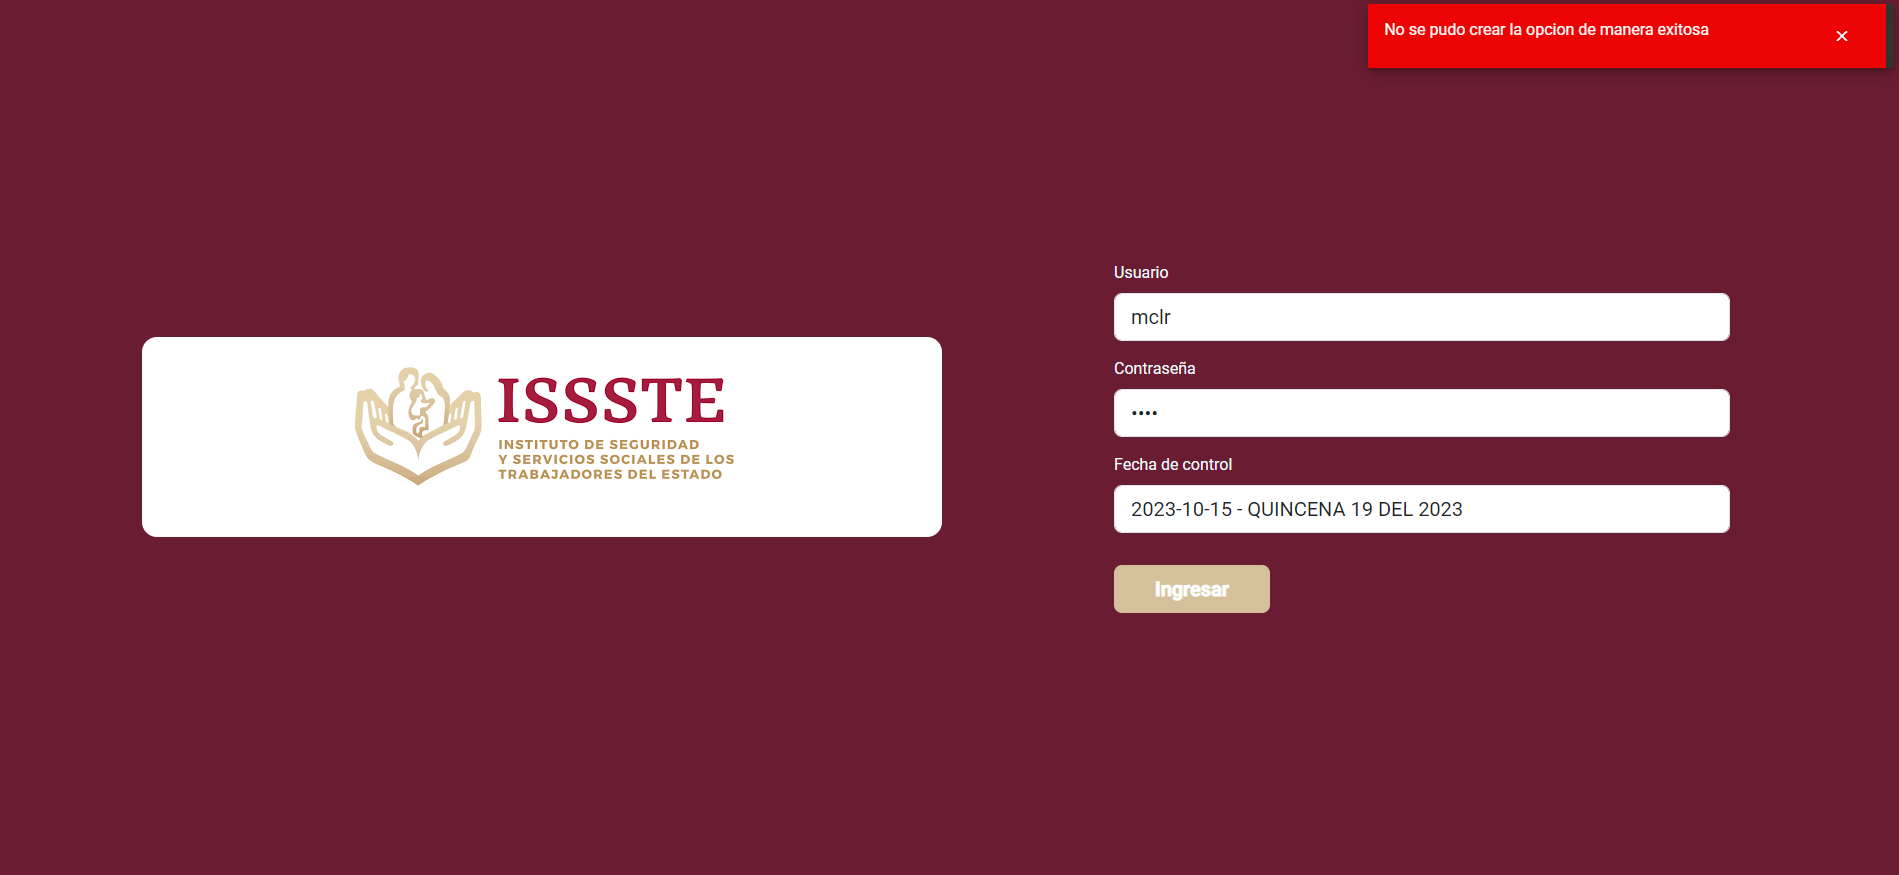 No se pudo crear la opcion de manera exitosa
ISSSTE
INSTITUTO DE SEGURIDAD
Y SERVICIOS SOCIALES DE LOS
TRABAJADORES DEL ESTADO
Usuario
mclr
Contraseña
••••
Fecha de control
2023-10-15 - QUINCENA 19 DEL 2023
Ingresar